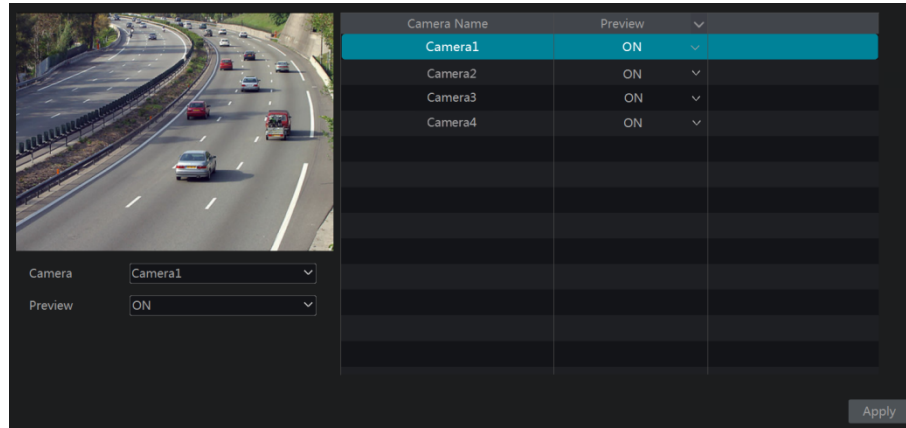 Camera Name Preview
Camera1 ON
Camera2 ON
Camera3 ON
Camera4 ON
Camera Camera1
Preview ON
Apply